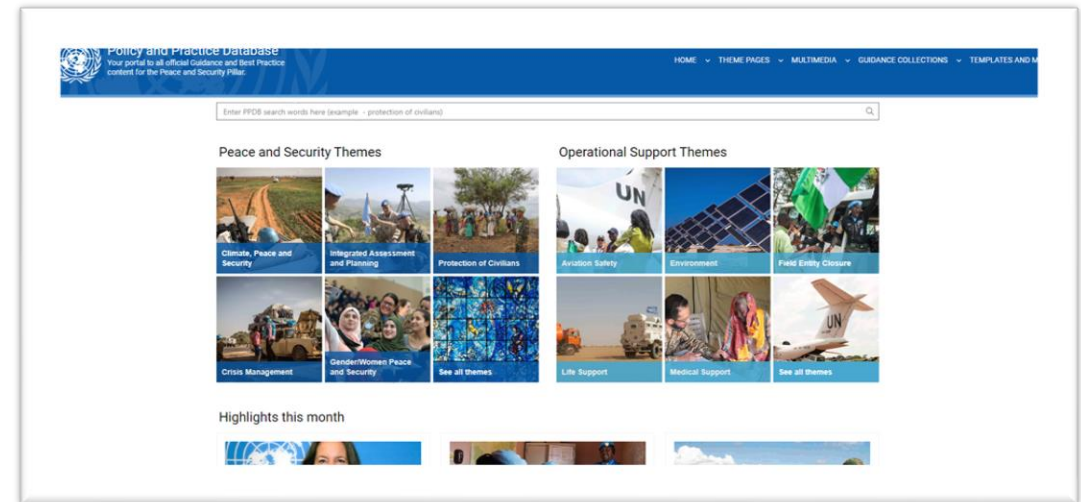 Policy and Practice Database
Your portal to all official Guidance and Best Practice
content for the Peace and Security Pillar.
HOME THEME PAGES MULTIMEDIA GUIDANCE COLLECTIONS TEMPLATES AND M
Enter PPDB search words here (example - protection of civilians)
Peace and Security Themes
Operational Support Themes
Climate, Peace and
Security
Integrated Assessment
and Planning
Protection of Civilians
UN
Aviation Safety
Environment
Field Entity Closure
Crisis Management
Gender/Women Peace
and Security
See all themes
Life Support
Medical Support
UN
See all themes
Highlights this month